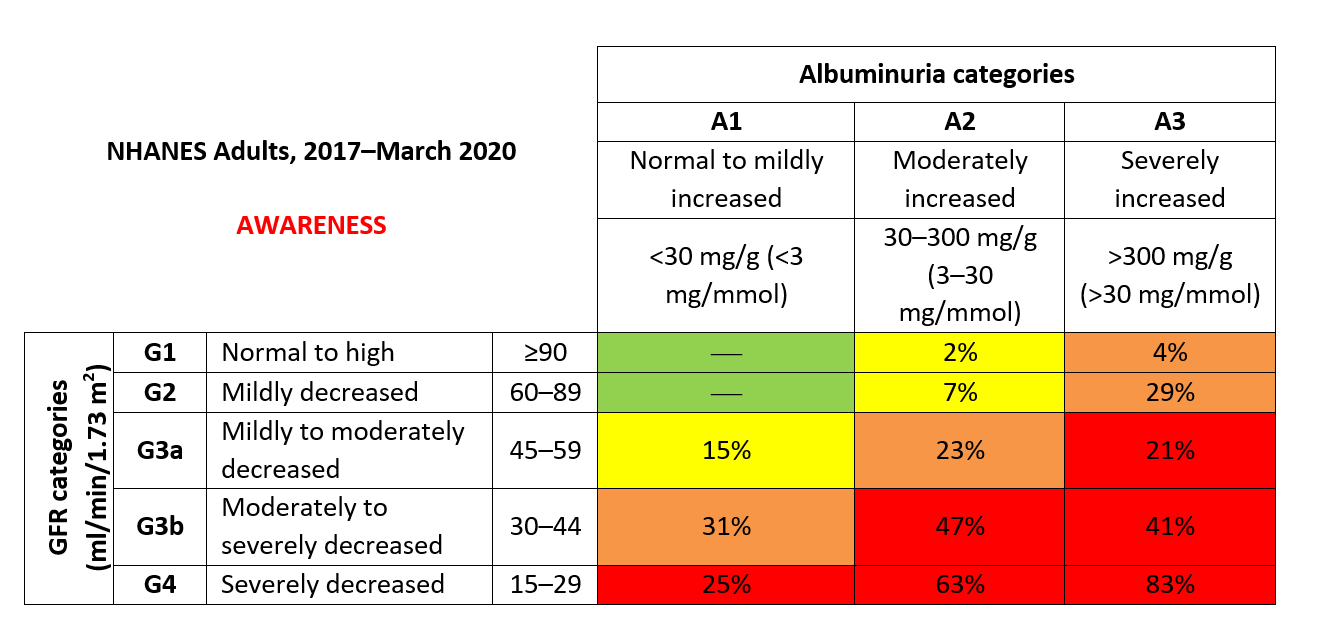 Albuminuria categories
NHANES Adults, 2017–March 2020
AWARENESS
A1
A2
A3
Normal to mildly
increased
Moderately
increased
Severely
increased
<30 mg/g (<3
mg/mmol)
30–300 mg/g
(3–30
mg/mmol)
>300 mg/g
(>30 mg/mmol)
GFR categories
(ml/min/1.73 m²)
G1 Normal to high ≥90 — 2% 4%
G2 Mildly decreased 60–89 — 7% 29%
G3a Mildly to moderately
decreased 45–59 15% 23% 21%
G3b Moderately to
severely decreased 30–44 31% 47% 41%
G4 Severely decreased 15–29 25% 63% 83%